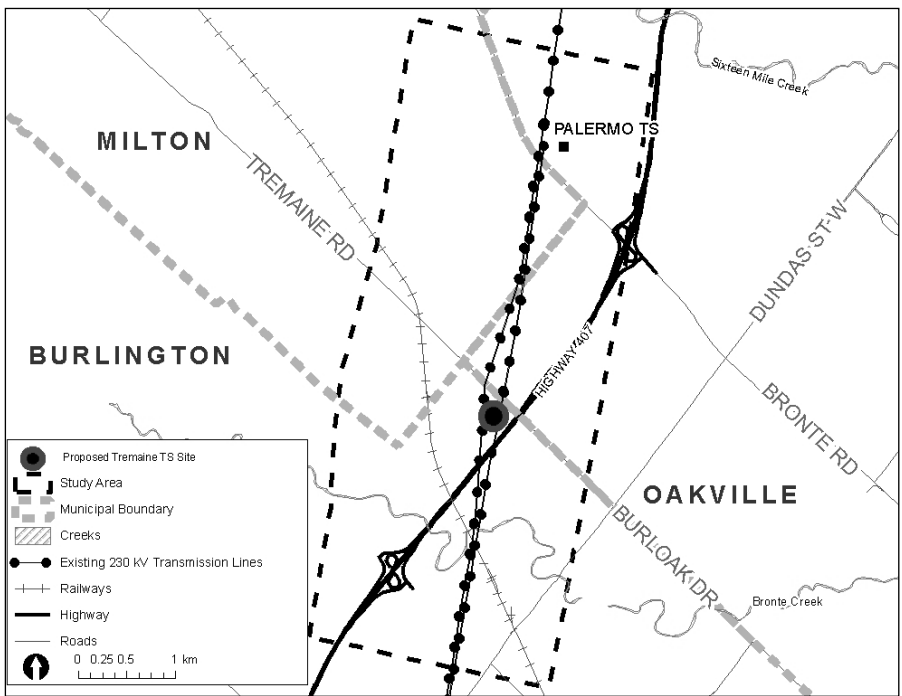 Sixteen Mile Creek
PALERMO TS
MILTON
TREMAINE RD
DUNDAS ST W
HIGHWAY 407
BURLINGTON
BRONTE RD
OAKVILLE
BURLOAK DR
Bronte Creek
Proposed Tremaine TS Site
Study Area
Municipal Boundary
Creeks
Existing 230 kV Transmission Lines
Railways
Highway
Roads
0 0.25 0.5 1 km